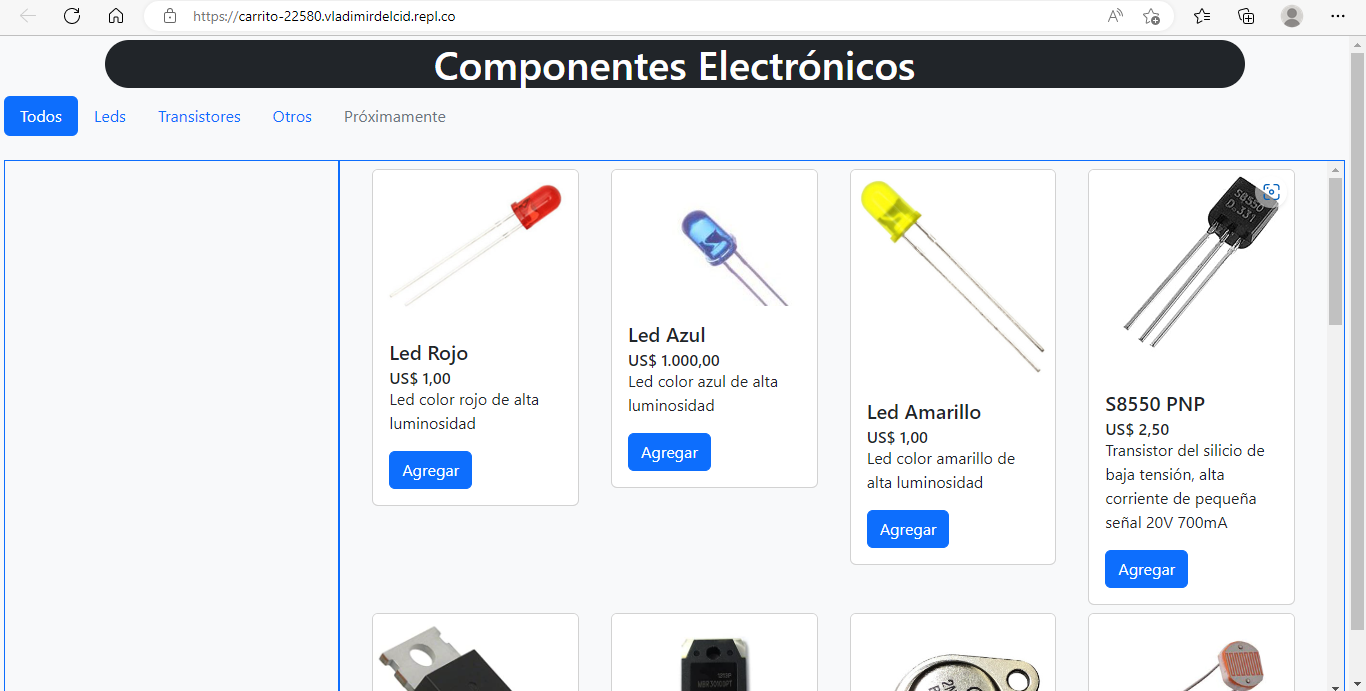 https://carrito-22580.vladimirdelcid.repl.co
Componentes Electrónicos
Todos
Leds
Transistores
Otros
Próximamente
S8550
D 331
Led Rojo
US$ 1,00
Led color rojo de alta
luminosidad
Agregar
Led Azul
US$ 1.000,00
Led color azul de alta
luminosidad
Agregar
Led Amarillo
US$ 1,00
Led color amarillo de
alta luminosidad
Agregar
S8550 PNP
US$ 2,50
Transistor del silicio de
baja tensión, alta
corriente de pequeña
señal 20V 700mA
Agregar